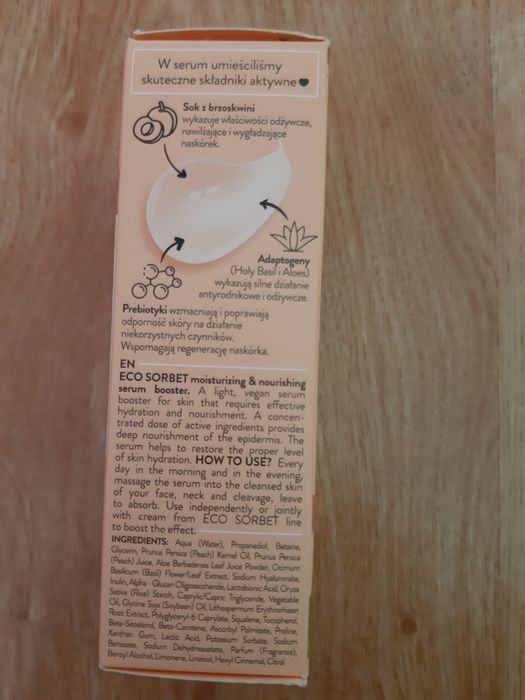 W serum umieściliśmy
skuteczne składniki aktywne
Sok z brzoskwini
wykazuje właściwości odżywcze,
nawilżające i wygładzające
naskórek.
Adaptogeny
(Holy Basil i Aloes)
wykazują silne działanie
antyrodnikowe i odżywcze.
Prebiotyki wzmacniają i poprawiają
odporność skóry na działanie
niekorzystnych czynników.
Wspomagają regenerację naskórka.
EN
ECO SORBET moisturizing & nourishing
serum booster. A light, vegan serum
booster for skin that requires effective
hydration and nourishment. A concen-
trated dose of active ingredients provides
deep nourishment of the epidermis. The
serum helps to restore the proper level
of skin hydration. HOW TO USE? Every
day in the morning and in the evening,
massage the serum into the cleansed skin
of your face, neck and cleavage, leave
to absorb. Use independently or jointly
with cream from ECO SORBET line
to boost the effect.
INGREDIENTS: Aqua (Water), Propanediol, Betaine,
Glycerin, Prunus Persica (Peach) Kernel Oil, Prunus Persica
(Peach) Juice, Aloe Barbadensis Leaf Juice Powder, Ocimum
Basilicum (Basil) Flower/Leaf Extract, Sodium Hyaluronate,
Inulin, Alpha - Glucan Oligosaccharide, Lactobionic Acid, Oryza
Sativa (Rice) Starch, Caprylic/Capric Triglyceride, Vegetable
Oil, Glycine Soja (Soybean) Oil, Lithospermum Erythrorhizon
Root Extract, Polyglyceryl-6 Caprylate, Squalene, Tocopherol,
Beta-Sitosterol, Beta-Carotene, Ascorbyl Palmitate, Proline,
Xanthan Gum, Lactic Acid, Potassium Sorbate, Sodium
Benzoate, Sodium Dehydroacetate, Parfum (Fragrance),
Benzyl Alcohol, Limonene, Linalool, Hexyl Cinnamal, Citral.